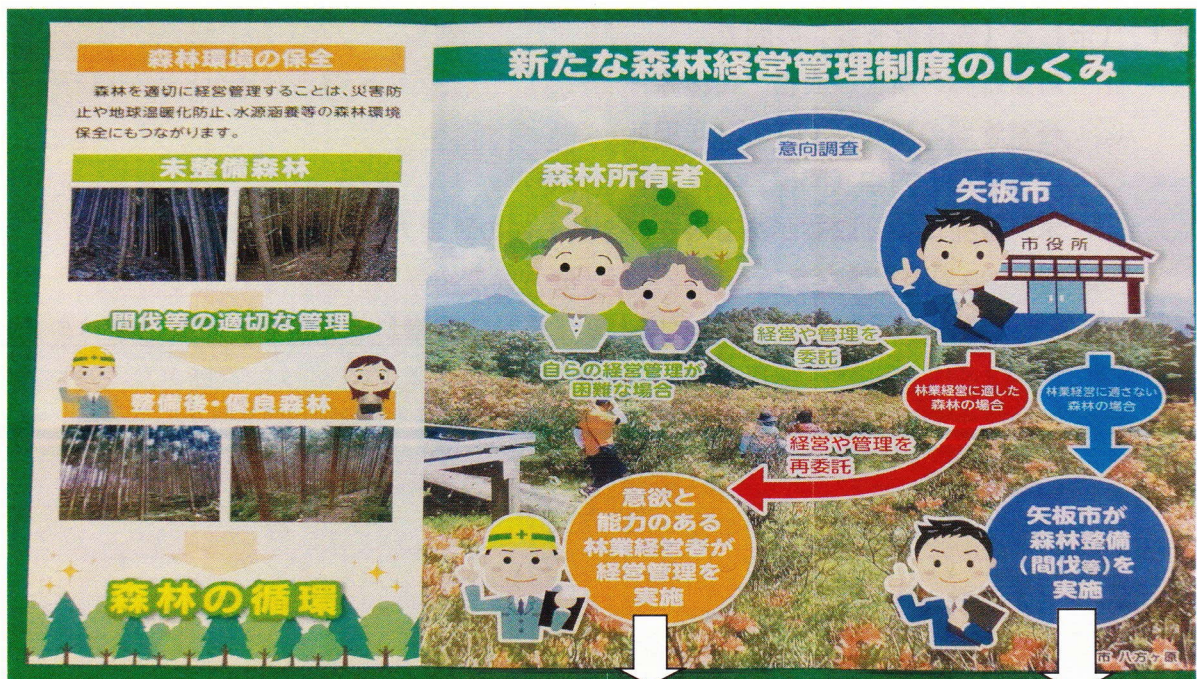 森林環境の保全
森林を適切に経営管理することは、災害防
止や地球温暖化防止、水源涵養等の森林環境
保全にもつながります。
未整備森林
間伐等の適切な管理
整備後・優良森林
森林の循環
新たな森林経営管理制度のしくみ
意向調査
森林所有者
矢板市
市役所
経営や管理を
委託
自らの経営管理が
困難な場合
林業経営に適した
森林の場合
林業経営に適さない
森林の場合
経営や管理を
再委託
意欲と
能力のある
林業経営者が
経営管理を
実施
矢板市が
森林整備
(間伐等)を
実施
市 八方ヶ原